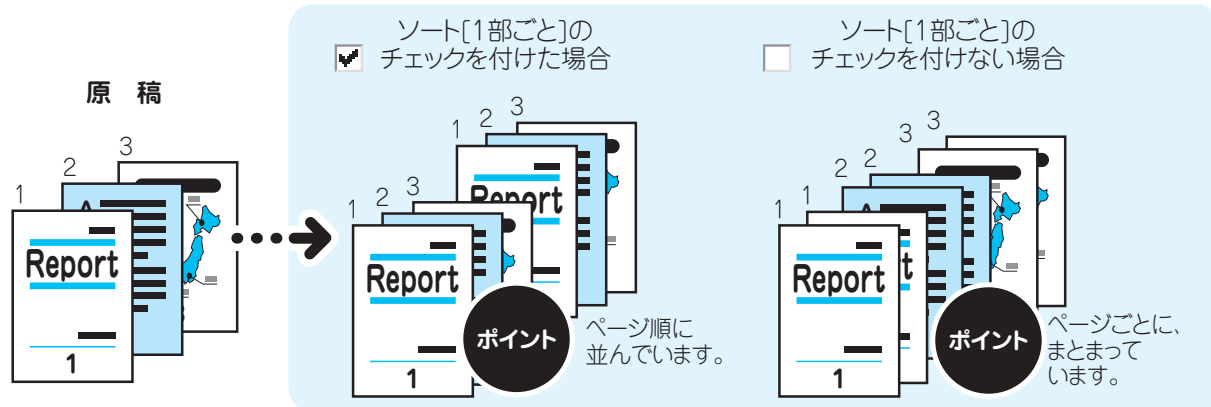 原 稿
1
2
3
Report
1
ソート[1部ごと]の
チェックを付けた場合
1
2
3
1
2
3
Report
Report
1
ポイント
ページ順に
並んでいます。
ソート[1部ごと]の
チェックを付けない場合
1
1
2
2
3
3
Report
1
ポイント
ページごとに、
まとまって
います。